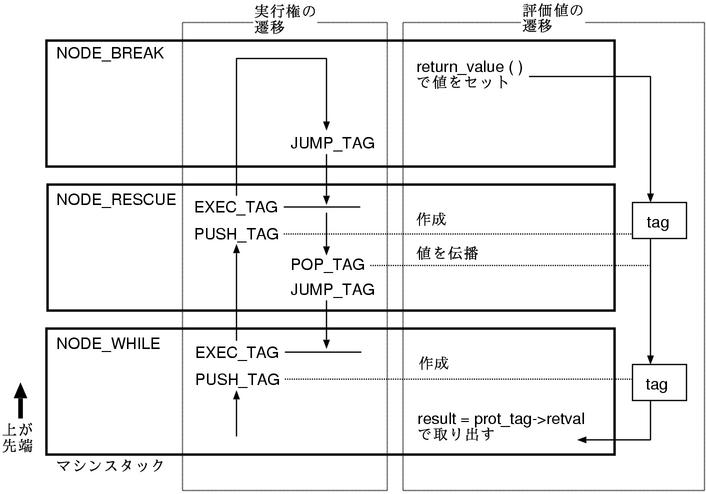 実行権の
遷移
評価値の
遷移
NODE_BREAK
return_value ( )
で値をセット
JUMP_TAG
NODE_RESCUE
EXEC_TAG
PUSH_TAG
作成
tag
値を伝播
POP_TAG
JUMP_TAG
NODE_WHILE
EXEC_TAG
PUSH_TAG
作成
tag
result = prot_tag->retval
で取り出す
上が
先端
マシンスタック